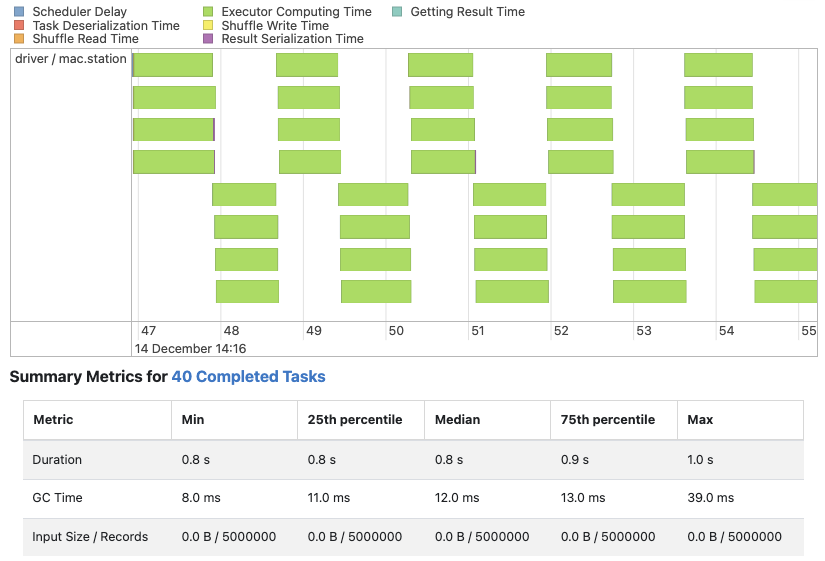 Scheduler Delay Executor Computing Time Getting Result Time
Task Deserialization Time Shuffle Write Time
Shuffle Read Time Result Serialization Time
driver / mac.station
47 48 49 50 51 52 53 54 55
14 December 14:16
Summary Metrics for 40 Completed Tasks
Metric Min 25th percentile Median 75th percentile Max
Duration 0.8 s 0.8 s 0.8 s 0.9 s 1.0 s
GC Time 8.0 ms 11.0 ms 12.0 ms 13.0 ms 39.0 ms
Input Size / Records 0.0 B / 5000000 0.0 B / 5000000 0.0 B / 5000000 0.0 B / 5000000 0.0 B / 5000000